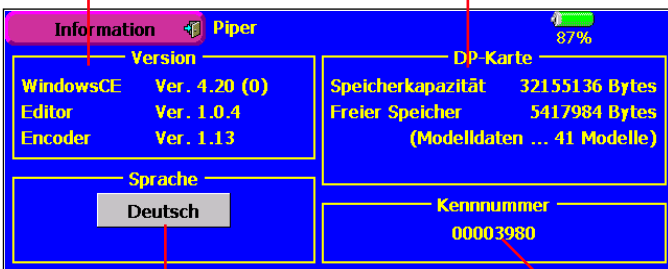 Information Piper
87%
Version
WindowsCE Ver. 4.20 (0)
Editor Ver. 1.0.4
Encoder Ver. 1.13
DP-Karte
Speicherkapazität 32155136 Bytes
Freier Speicher 5417984 Bytes
(Modelldaten ... 41 Modelle)
Sprache
Deutsch
Kennnummer
00003980